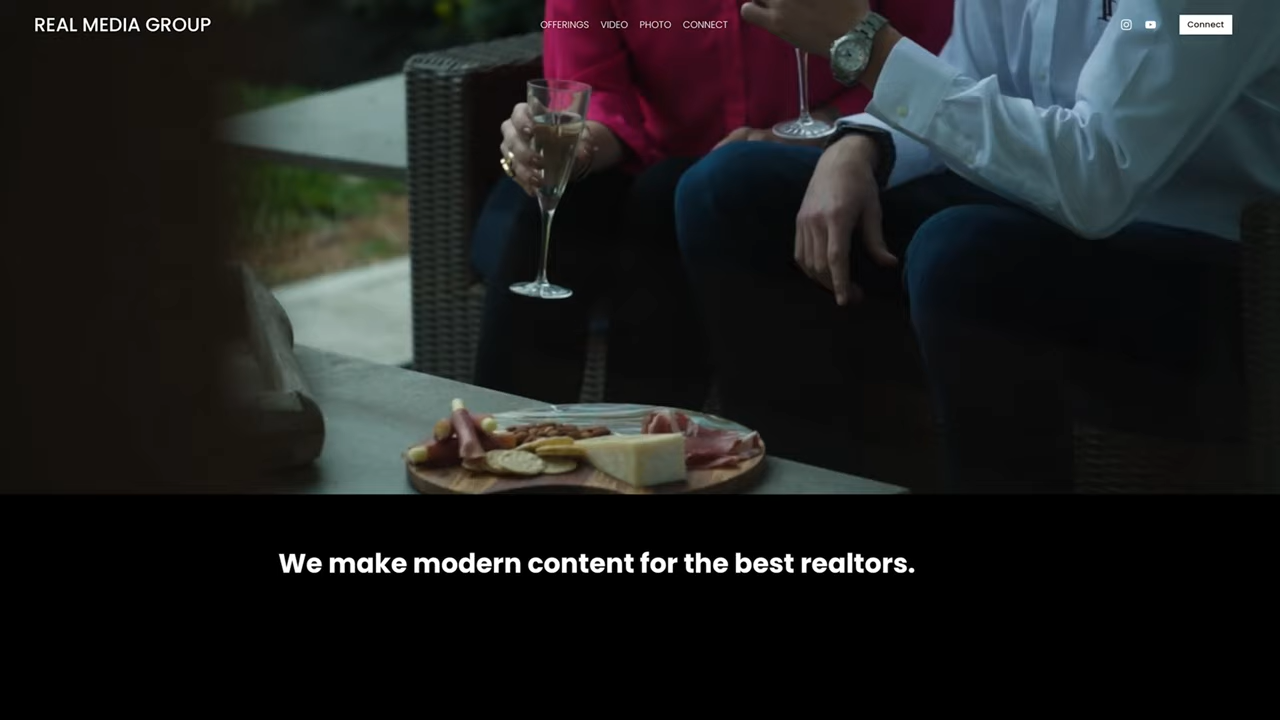 REAL MEDIA GROUP
OFFERINGS VIDEO PHOTO CONNECT
Connect
We make modern content for the best realtors.